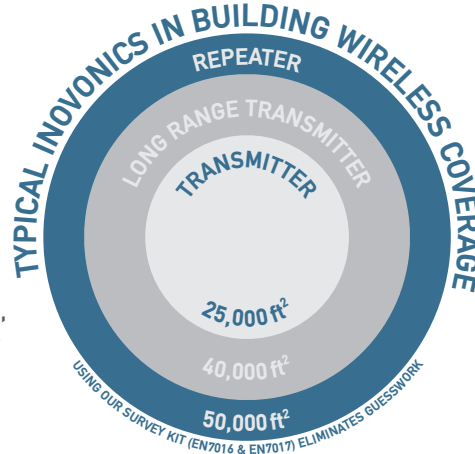 TYPICAL INOVONICS IN BUILDING WIRELESS COVERAGE
REPEATER
LONG RANGE TRANSMITTER
TRANSMITTER
25,000 ft²
40,000 ft²
50,000 ft²
USING OUR SURVEY KIT (EN7016 & EN7017) ELIMINATES GUESSWORK